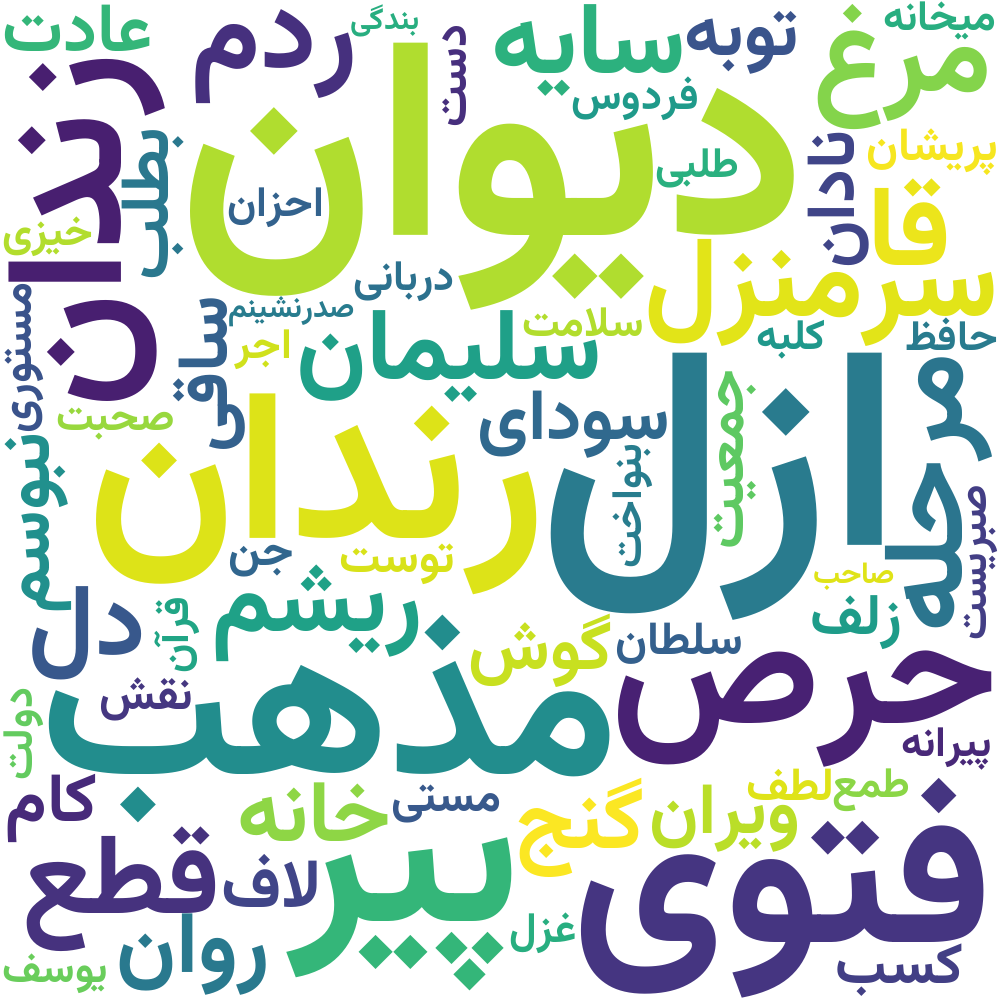 میخانه
بندگی
عادت
ردم
دست
سایه
توبه
مرغ
فردوس
زندان
دیوان
بطلب
طلبی
نادان
پریشان
احزان
خیزی
قا
سرمنزل
دربانی
صدرنشینم
مستوری
ساقی
اجر
سلیمان
سلامت
کلبه
حافظ
مرحله
ازل
جمعیت
سودای
رندان
صحبت
نبوسم
بنواخت
صبریست
جن
توست
صاحب
دل
قرآن
ریشم
گوش
سلطان
زلف
مذهب
نقش
حرص
دولت
پیرانه
کام
خانه
مستی
گنج
ویران
لطف
طمع
فتوی
پیر
قطع
لاف
روان
غزل
یوسف
کسب